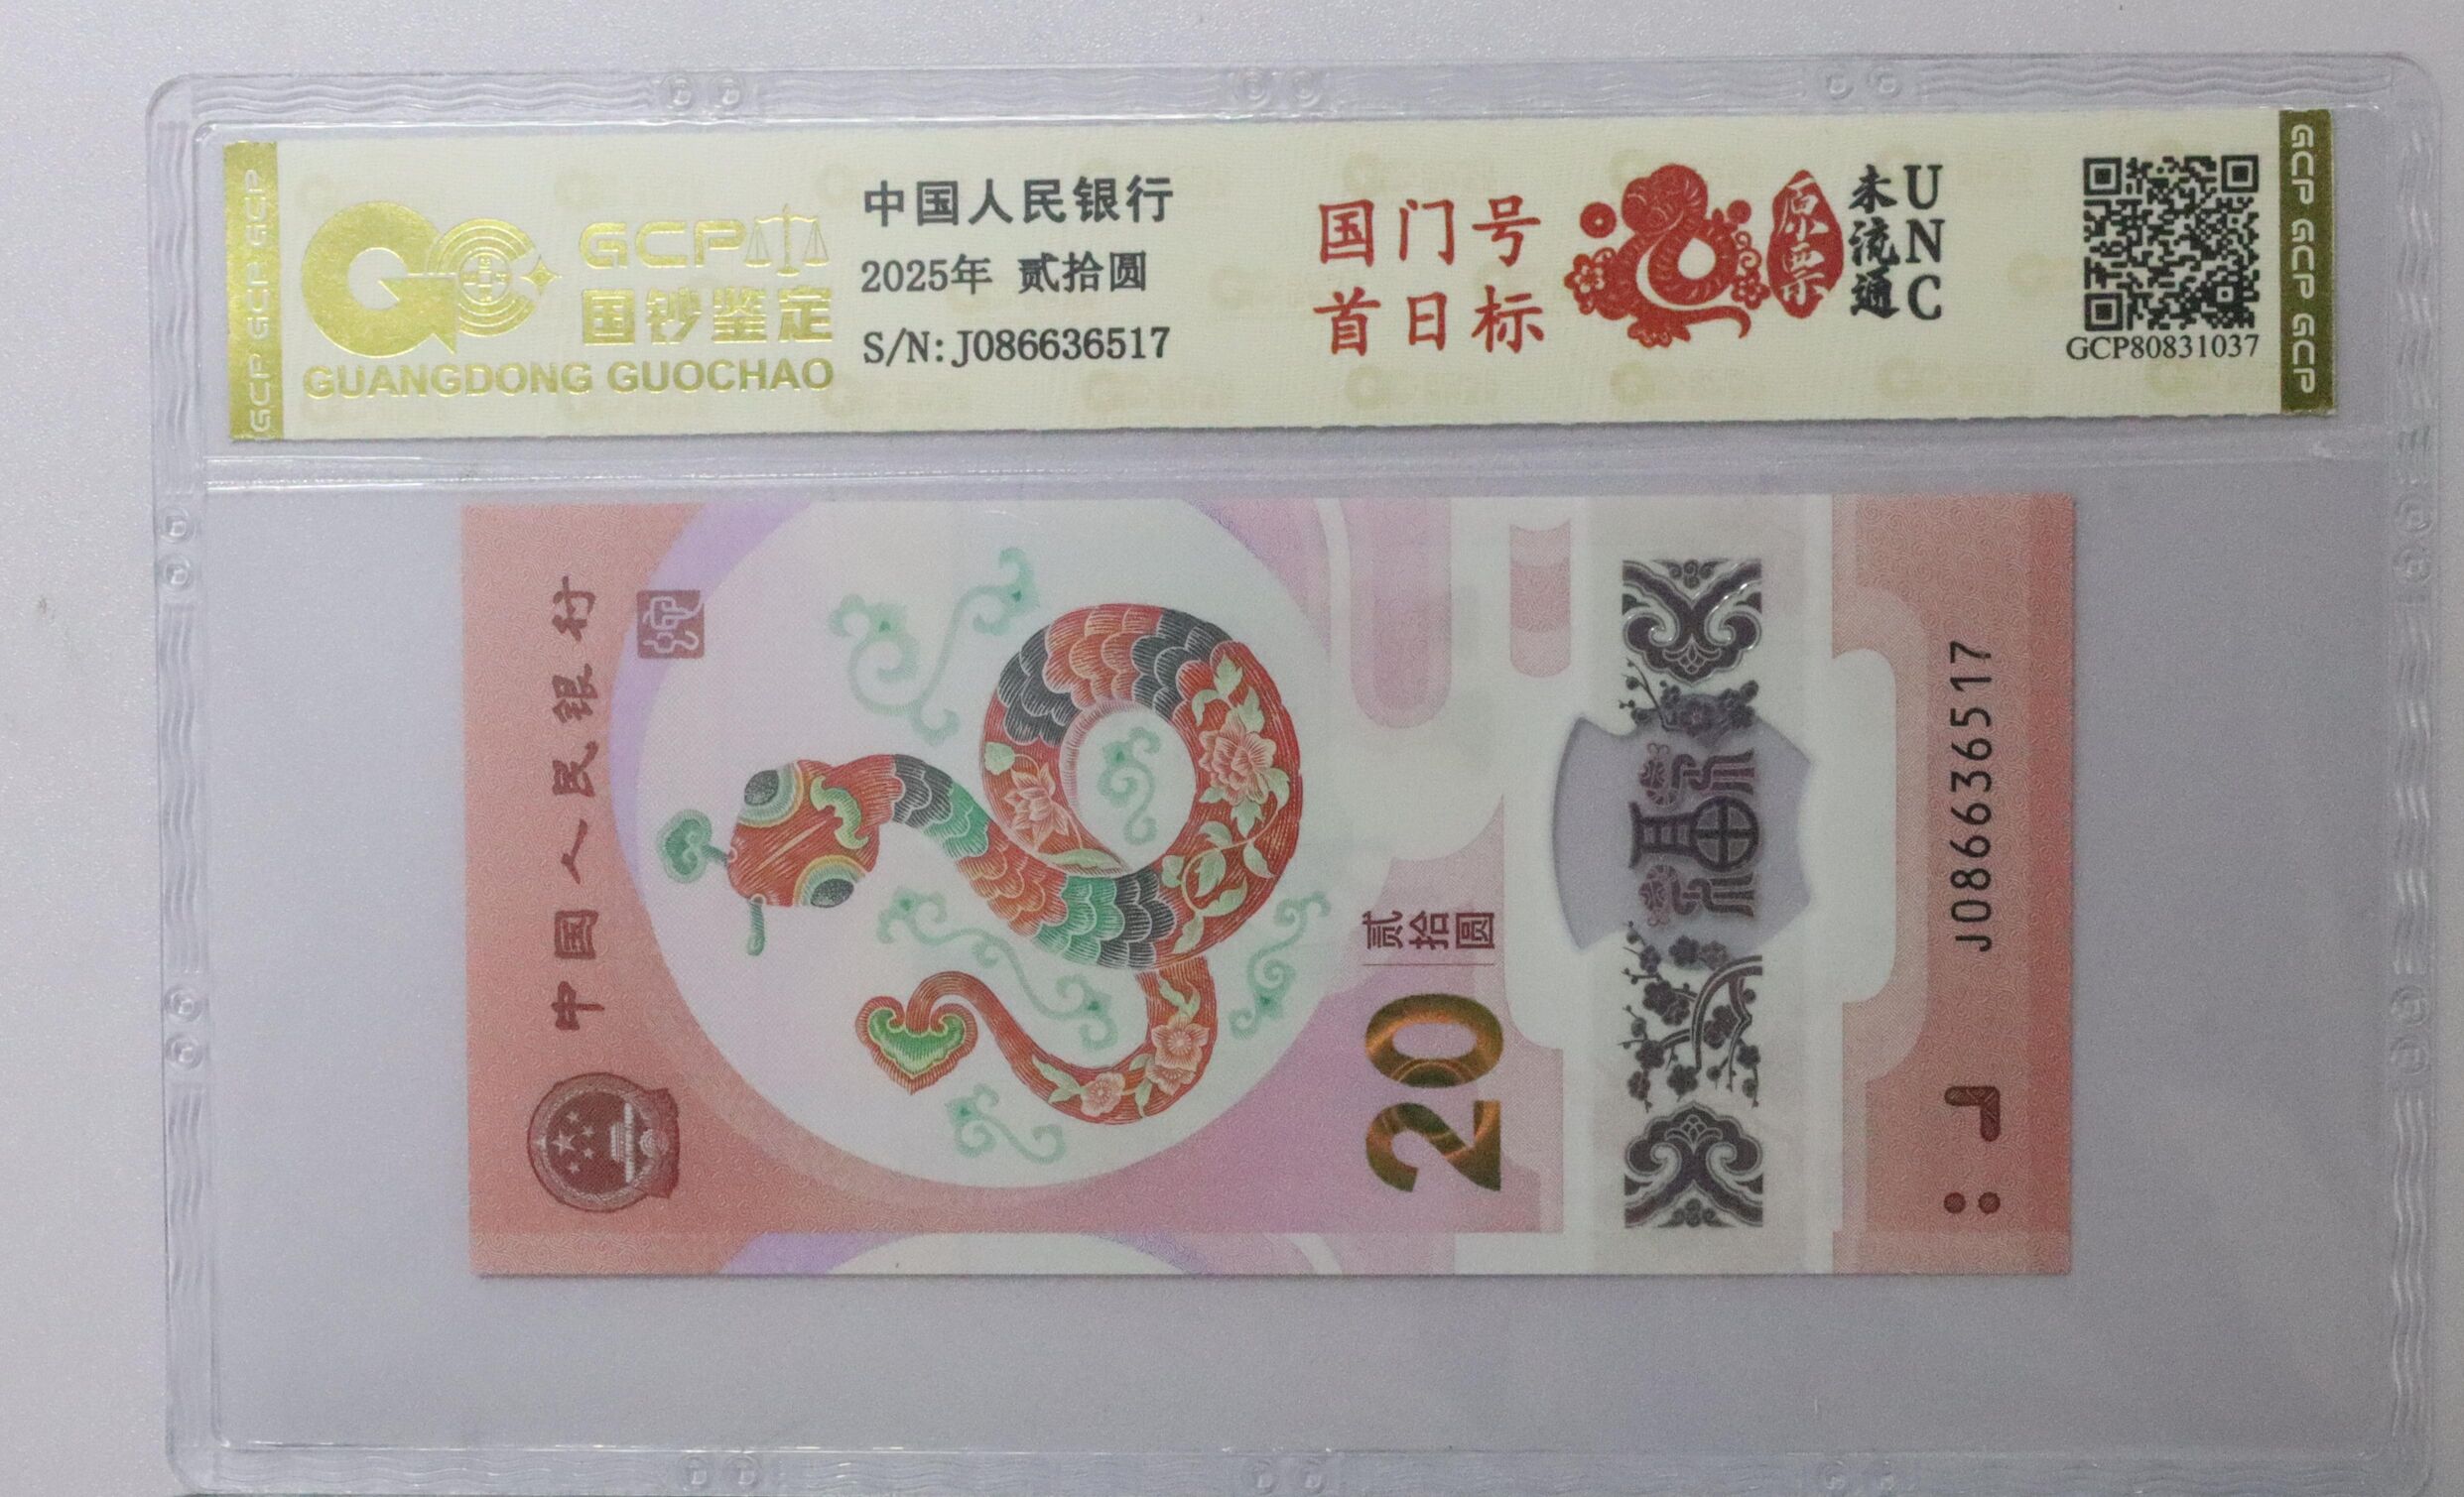 GCP GCP GCP
GCP
国钞鉴定
GUANGDONG GUOCHAO
中国人民银行
2025年 贰拾圆
S/N: J086636517
国门号
首日标
原票
未流通
UNC
GCP80831037
GCP GCP GCP
中国人民银行
20
贰拾圆
福
J086636517